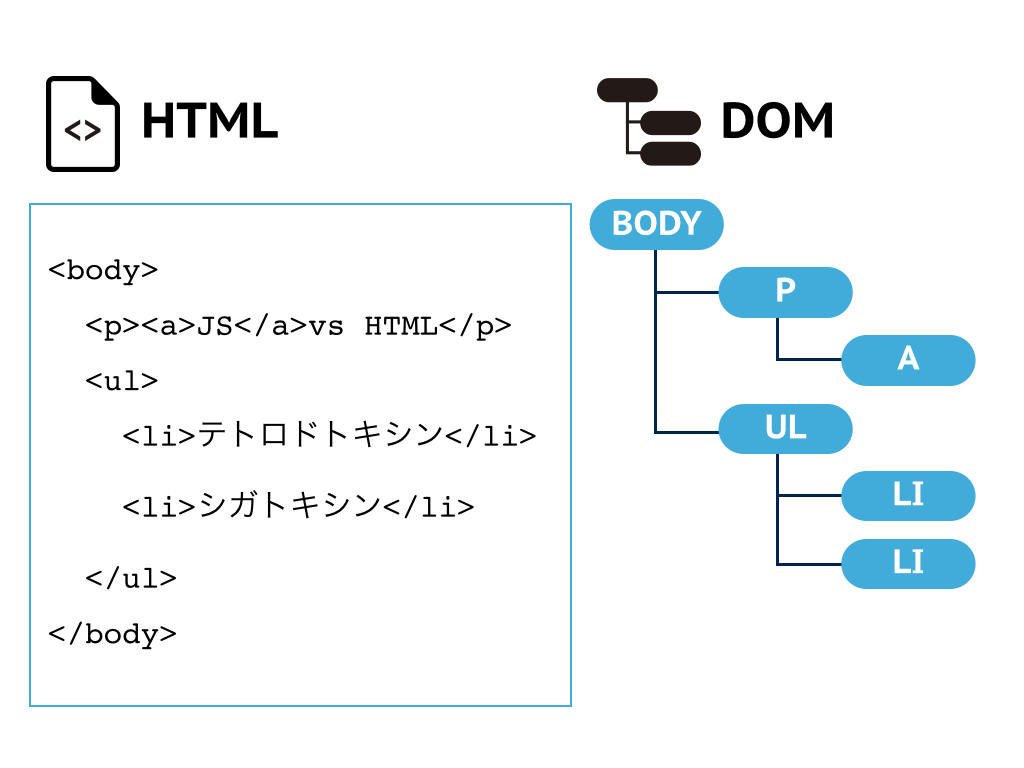 <>
HTML
DOM
<body>
<p><a>JS</a>vs HTML</p>
<ul>
<li>テトロドトキシン</li>
<li>シガトキシン</li>
</ul>
</body>
BODY
P
A
UL
LI
LI